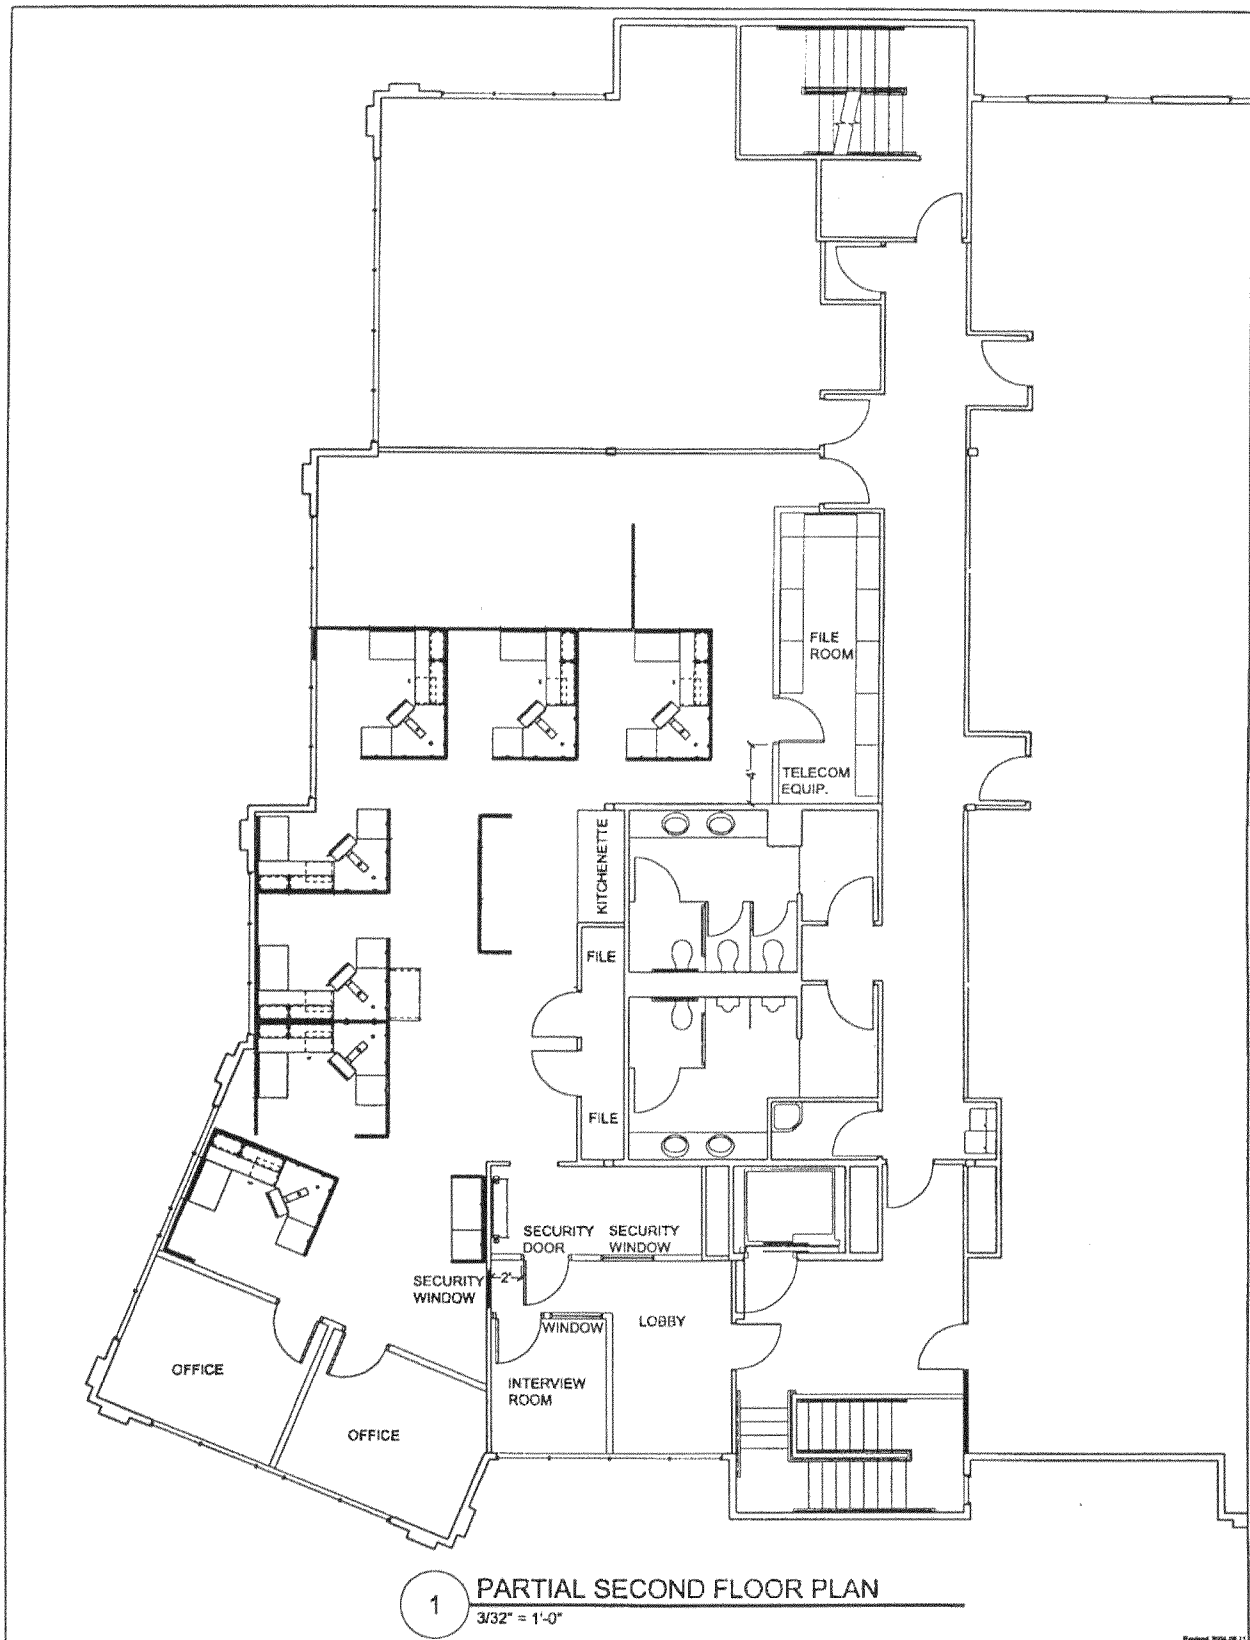 FILE
ROOM
4'
TELECOM
EQUIP.
KITCHENETTE
FILE
FILE
SECURITY
DOOR
SECURITY
WINDOW
SECURITY
WINDOW
2'
WINDOW
LOBBY
OFFICE
INTERVIEW
ROOM
OFFICE
1
PARTIAL SECOND FLOOR PLAN
3/32" = 1'-0"